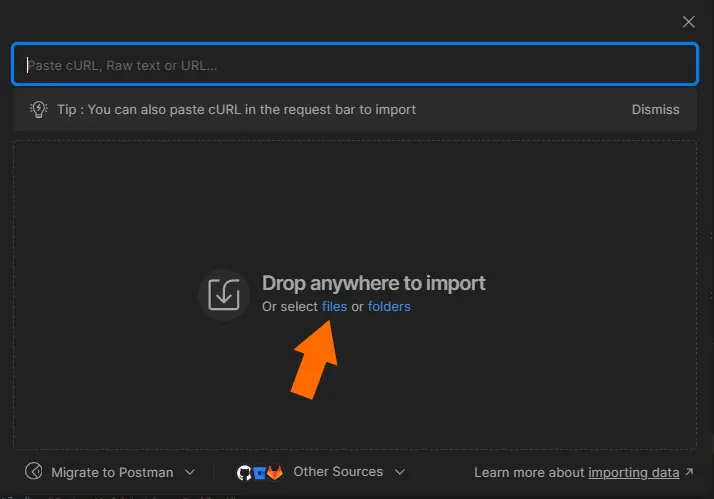 Paste cURL, Raw text or URL...
Tip : You can also paste cURL in the request bar to import
Dismiss
Drop anywhere to import
Or select files or folders
Migrate to Postman
Other Sources
Learn more about importing data